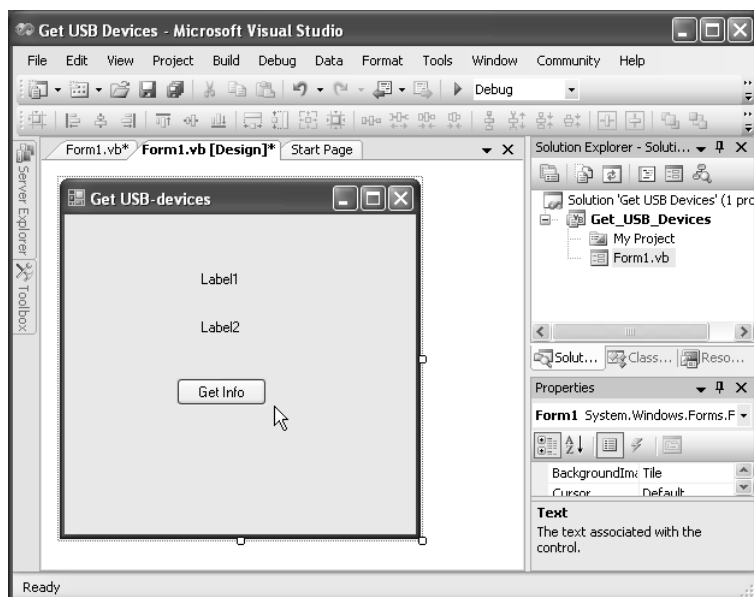 Get USB Devices - Microsoft Visual Studio
File Edit View Project Build Debug Data Format Tools Window Community Help
Debug
Form1.vb* Form1.vb [Design]* Start Page
Server Explorer
Toolbox
Get USB-devices
Label1
Label2
Get Info
Solution Explorer - Soluti...
Solution 'Get USB Devices' (1 pro
Get_USB_Devices
My Project
Form1.vb
Solut... Class... Reso...
Properties
Form1 System.Windows.Forms.F
BackgroundIma Tile
Cursor Default
Text
The text associated with the
control.
Ready